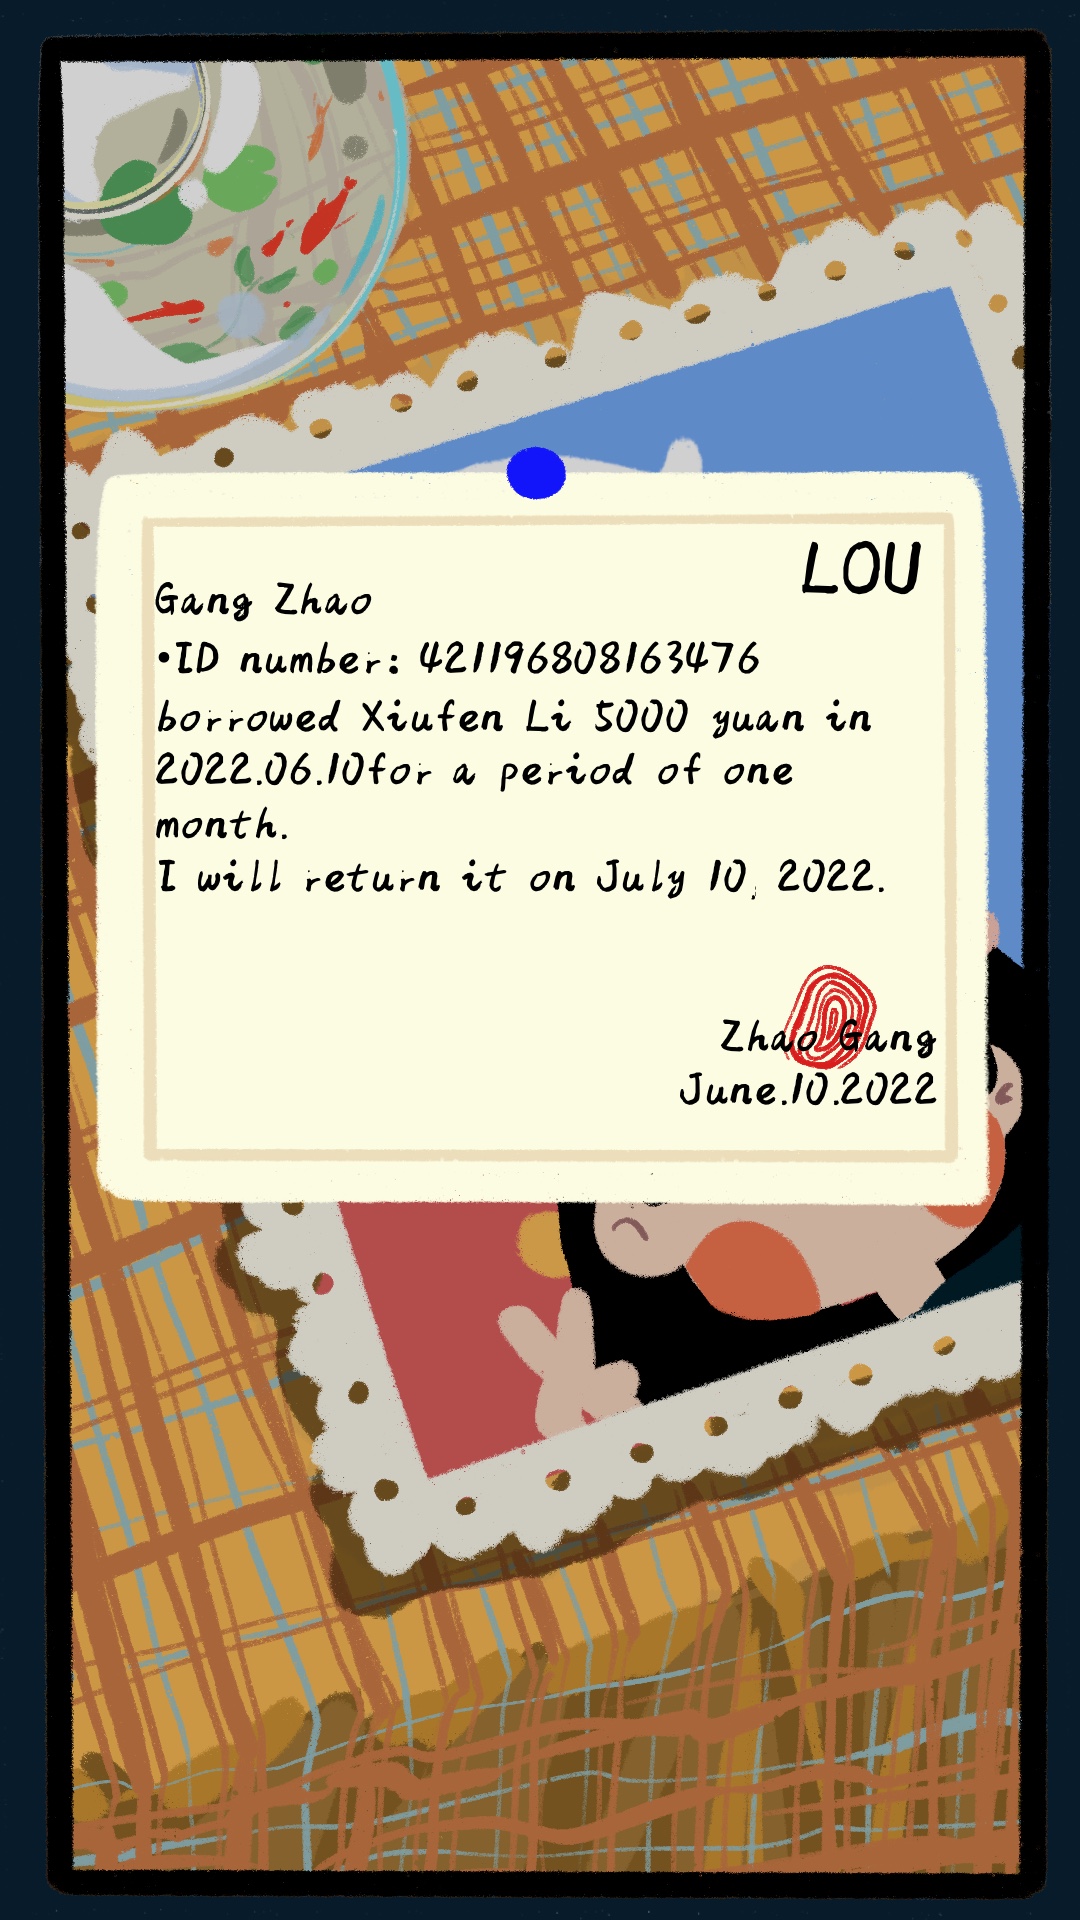 LOU
Gang Zhao
•ID number: 421196808163476
borrowed Xiufen Li 5000 yuan in
2022.06.10for a period of one
month.
I will return it on July 10, 2022.
Zhao Gang
June.10.2022